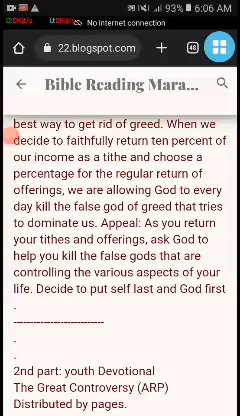 0:0KB/s U:0KB/s 93% 6:06 AM
No internet connection
22.blogspot.com 48
Bible Reading Mara...
best way to get rid of greed. When we
decide to faithfully return ten percent of
our income as a tithe and choose a
percentage for the regular return of
offerings, we are allowing God to every
day kill the false god of greed that tries
to dominate us. Appeal: As you return
your tithes and offerings, ask God to
help you kill the false gods that are
controlling the various aspects of your
life. Decide to put self last and God first
.
---------------------------
.
.
2nd part: youth Devotional
The Great Controversy (ARP)
Distributed by pages.